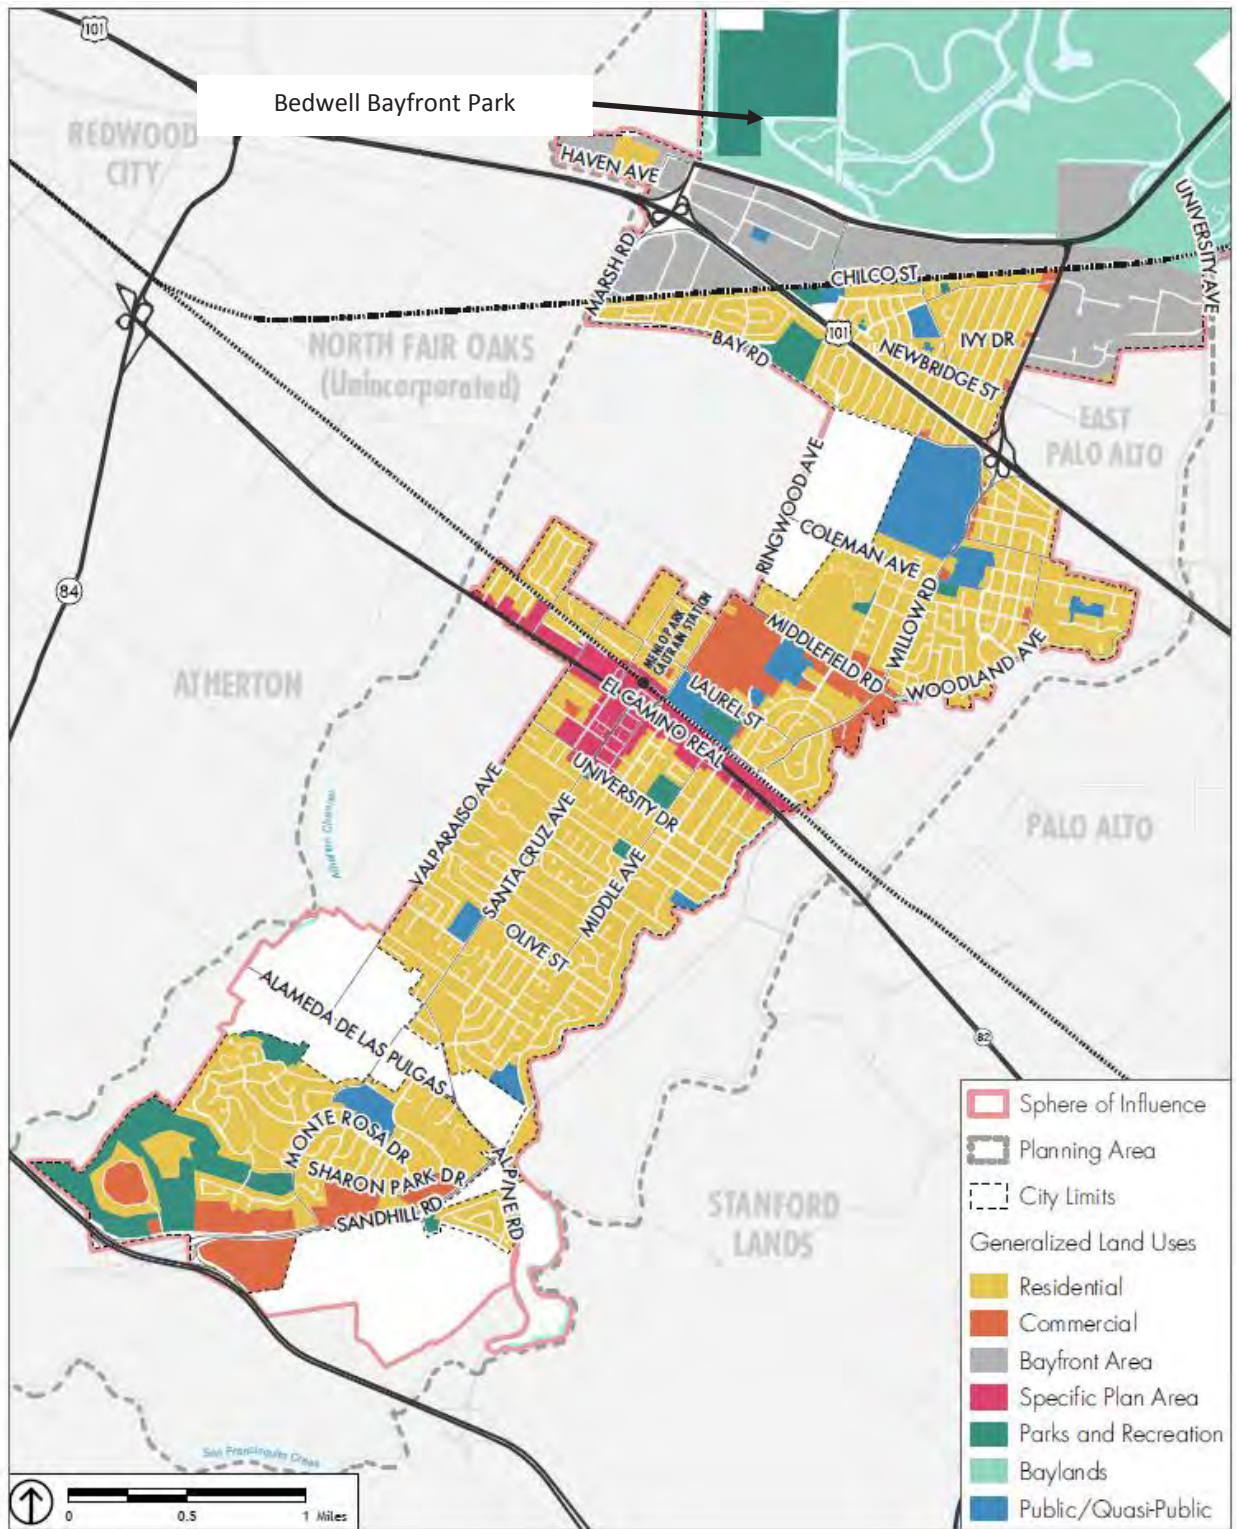 101
Bedwell Bayfront Park
REDWOOD
CITY
HAVEN AVE
UNIVERSITY AVE
MARSH RD
CHILCO ST
101
NORTH FAIR OAKS
(Unincorporated)
BAY RD
IVY DR
NEWBRIDGE ST
EAST
PALO ALTO
RINGWOOD AVE
COLEMAN AVE
84
WILLOW RD
MENLO PARK
CALTRAIN STATION
MIDDLEFIELD RD
WOODLAND AVE
ATHERTON
LAUREL ST
EL CAMINO REAL
UNIVERSITY DR
VALPARAISO AVE
SANTA CRUZ AVE
MIDDLE AVE
PALO ALTO
Atherton Channel
OLIVE ST
ALAMEDA DE LAS PULGAS
82
MONTE ROSA DR
SHARON PARK DR
SANDHILL RD
ALPINE RD
STANFORD
LANDS
San Francisquito Creek
Sphere of Influence
Planning Area
City Limits
Generalized Land Uses
Residential
Commercial
Bayfront Area
Specific Plan Area
Parks and Recreation
Baylands
Public/Quasi-Public
0 0.5 1 Miles